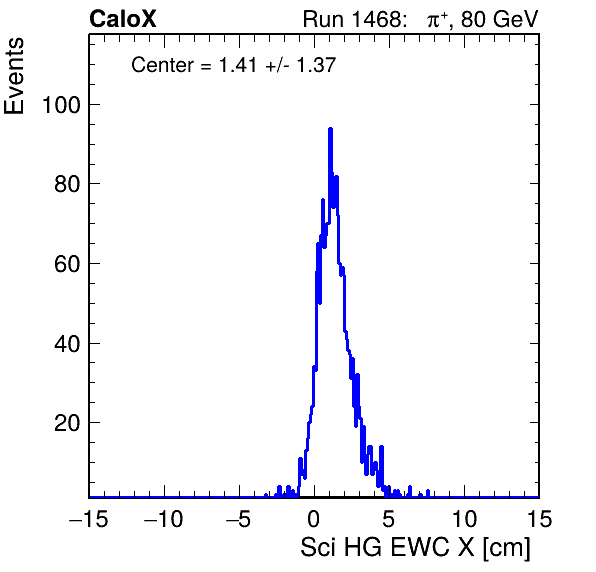 CaloX Run 1468: π⁺, 80 GeV
Center = 1.41 +/- 1.37
Events
100
80
60
40
20
−15 −10 −5 0 5 10 15
Sci HG EWC X [cm]